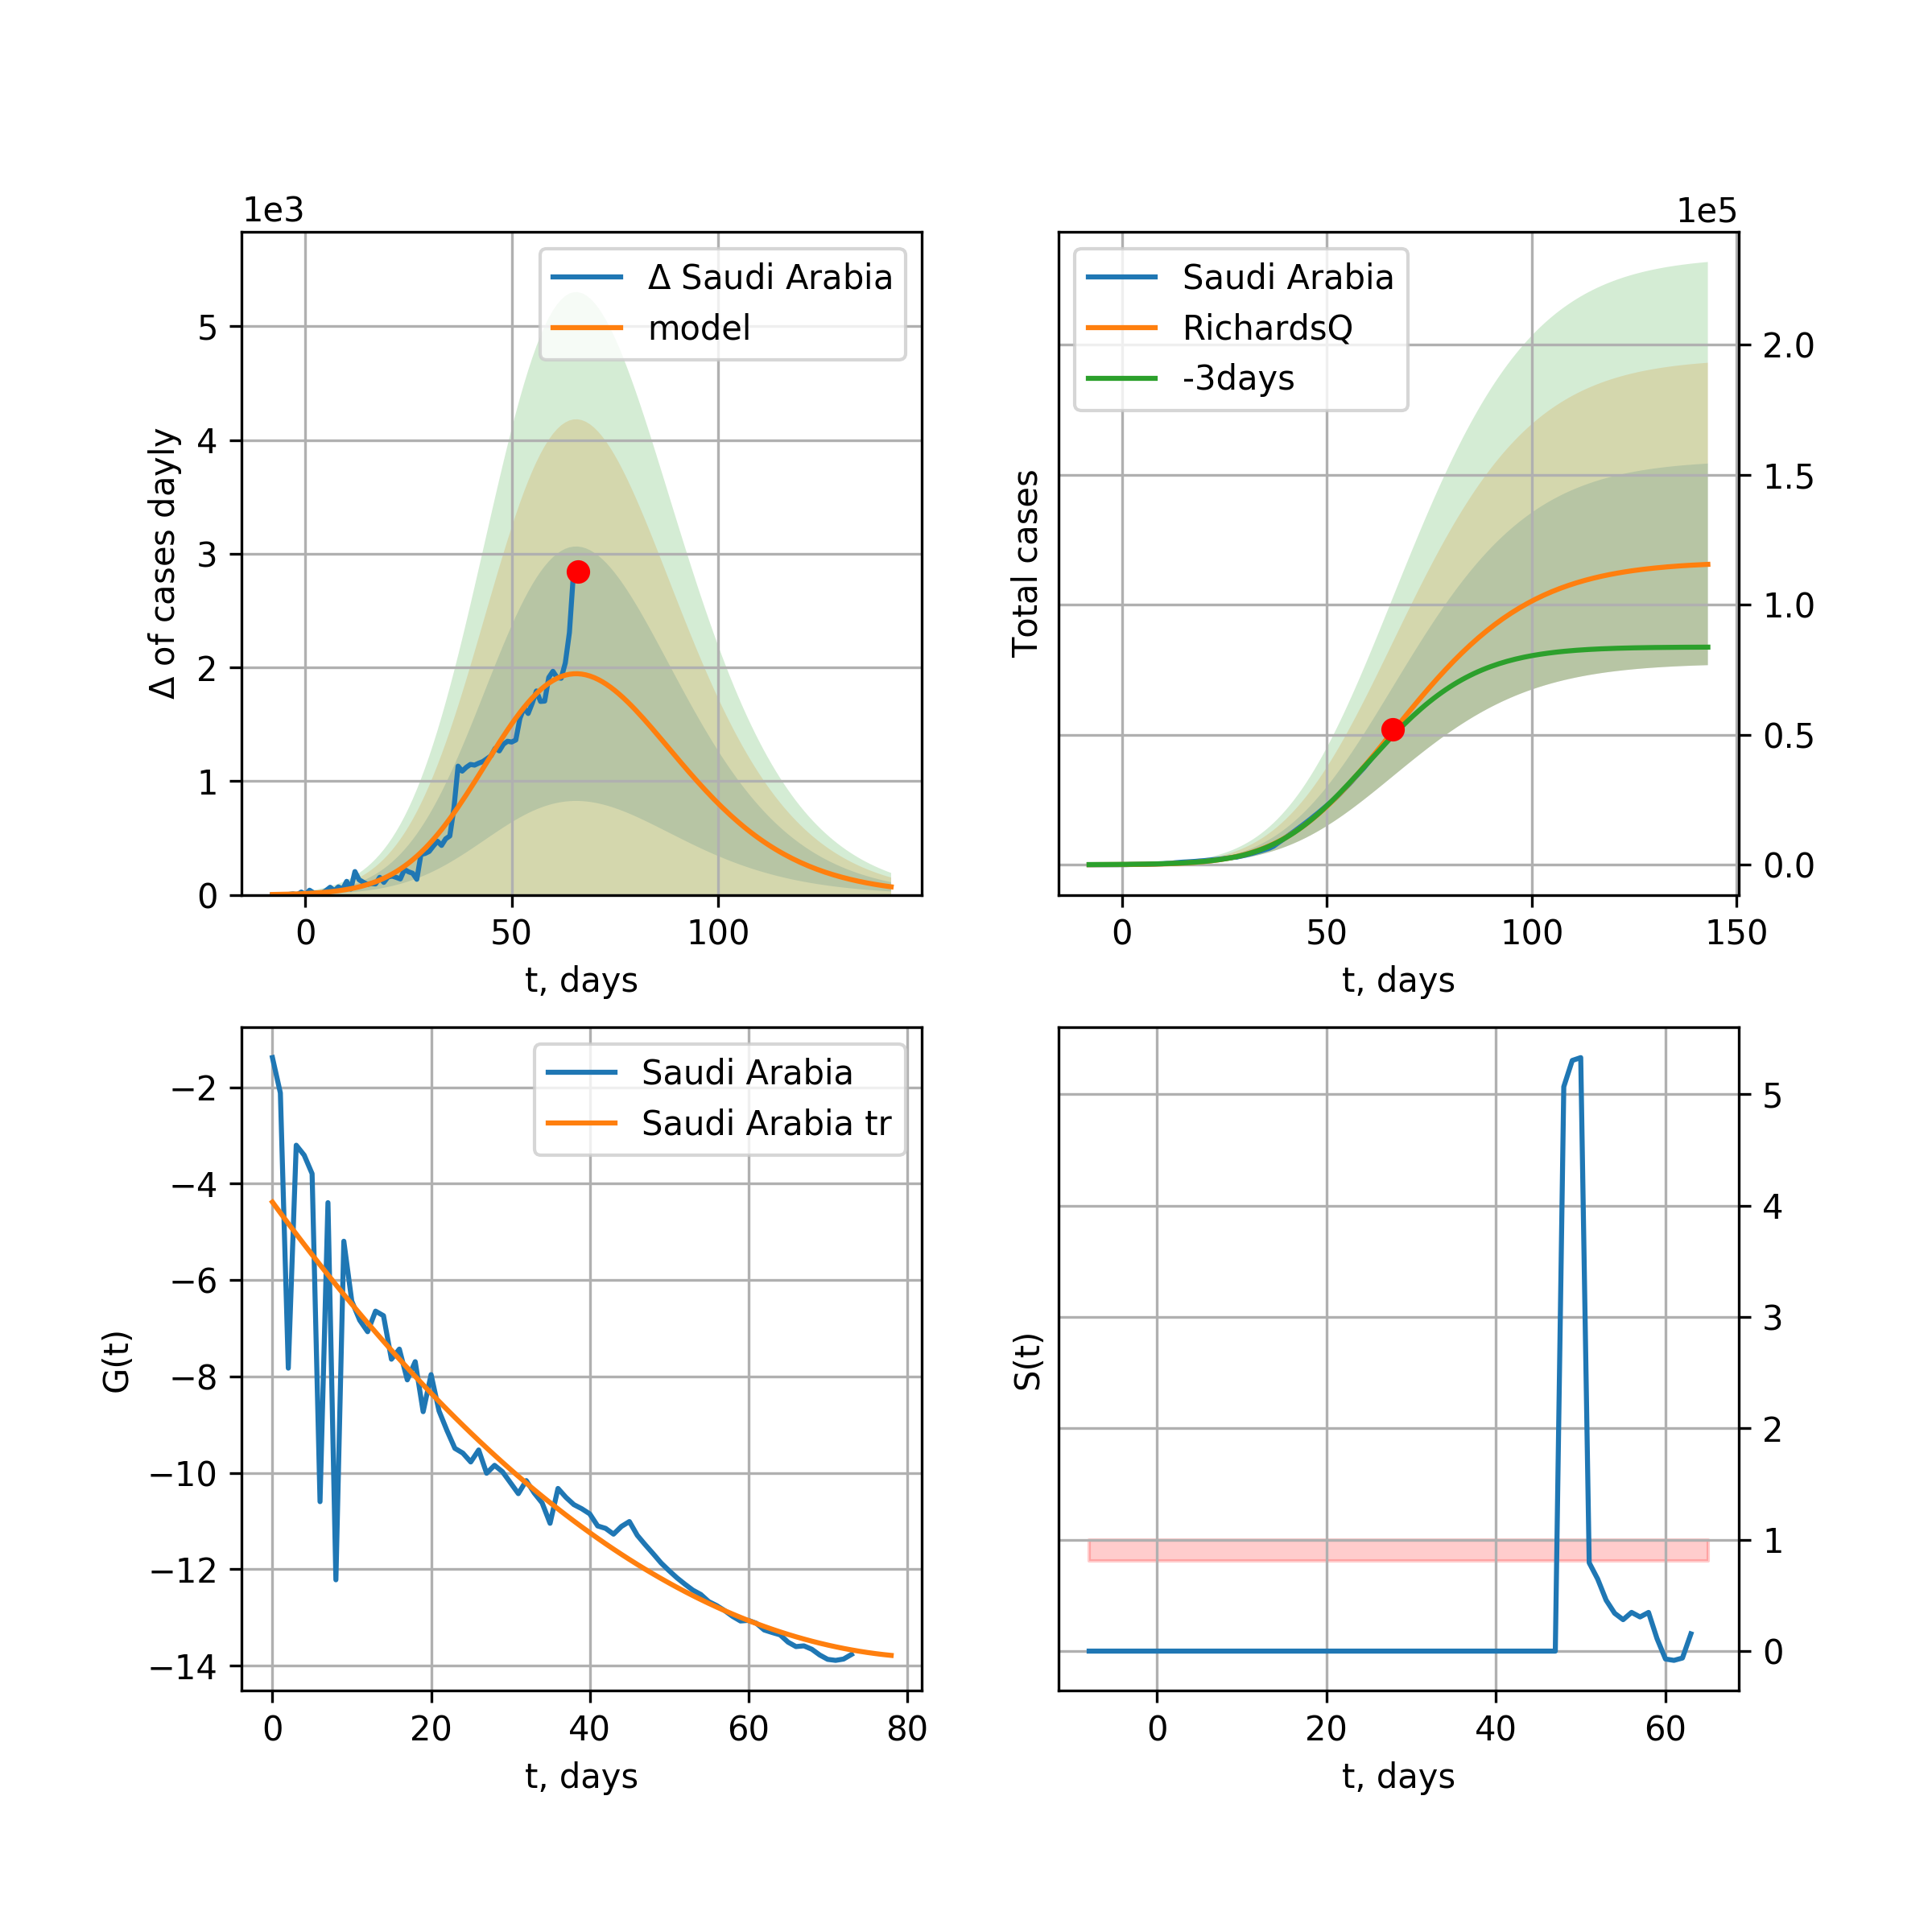 1e3
Δ of cases dayly
5
4
3
2
1
0
0 50 100
t, days
Δ Saudi Arabia
model
1e5
Total cases
2.0
1.5
1.0
0.5
0.0
0 50 100 150
t, days
Saudi Arabia
RichardsQ
-3days
G(t)
−2
−4
−6
−8
−10
−12
−14
0 20 40 60 80
t, days
Saudi Arabia
Saudi Arabia tr
S(t)
5
4
3
2
1
0
0 20 40 60
t, days